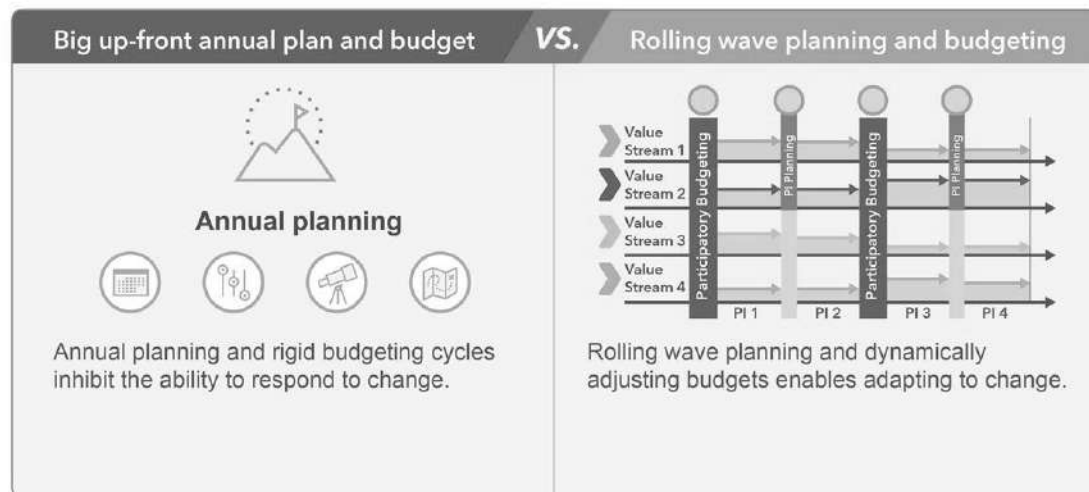 Big up-front annual plan and budget
VS.
Rolling wave planning and budgeting
Annual planning
Annual planning and rigid budgeting cycles
inhibit the ability to respond to change.
Value
Stream 1
Value
Stream 2
Value
Stream 3
Value
Stream 4
Participatory Budgeting
PI Planning
Participatory Budgeting
PI Planning
PI 1
PI 2
PI 3
PI 4
Rolling wave planning and dynamically
adjusting budgets enables adapting to change.